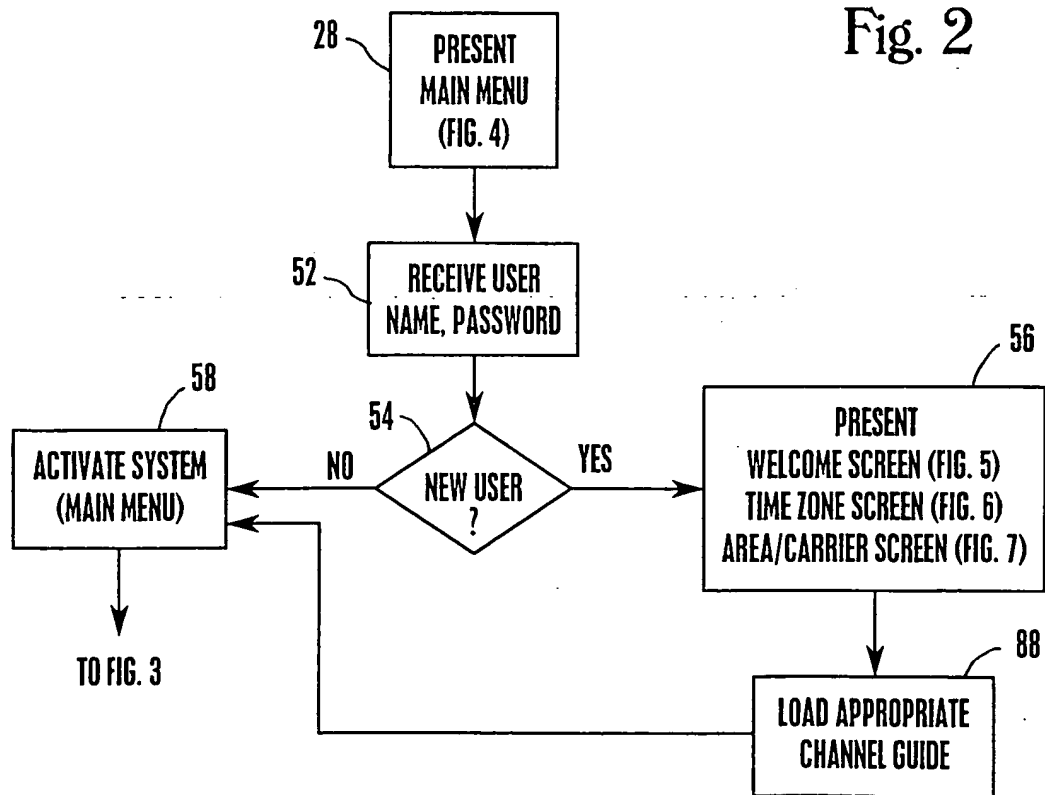 Fig. 2
28
PRESENT
MAIN MENU
(FIG. 4)
52
RECEIVE USER
NAME, PASSWORD
54
NEW USER
?
NO
YES
58
ACTIVATE SYSTEM
(MAIN MENU)
TO FIG. 3
56
PRESENT
WELCOME SCREEN (FIG. 5)
TIME ZONE SCREEN (FIG. 6)
AREA/CARRIER SCREEN (FIG. 7)
88
LOAD APPROPRIATE
CHANNEL GUIDE